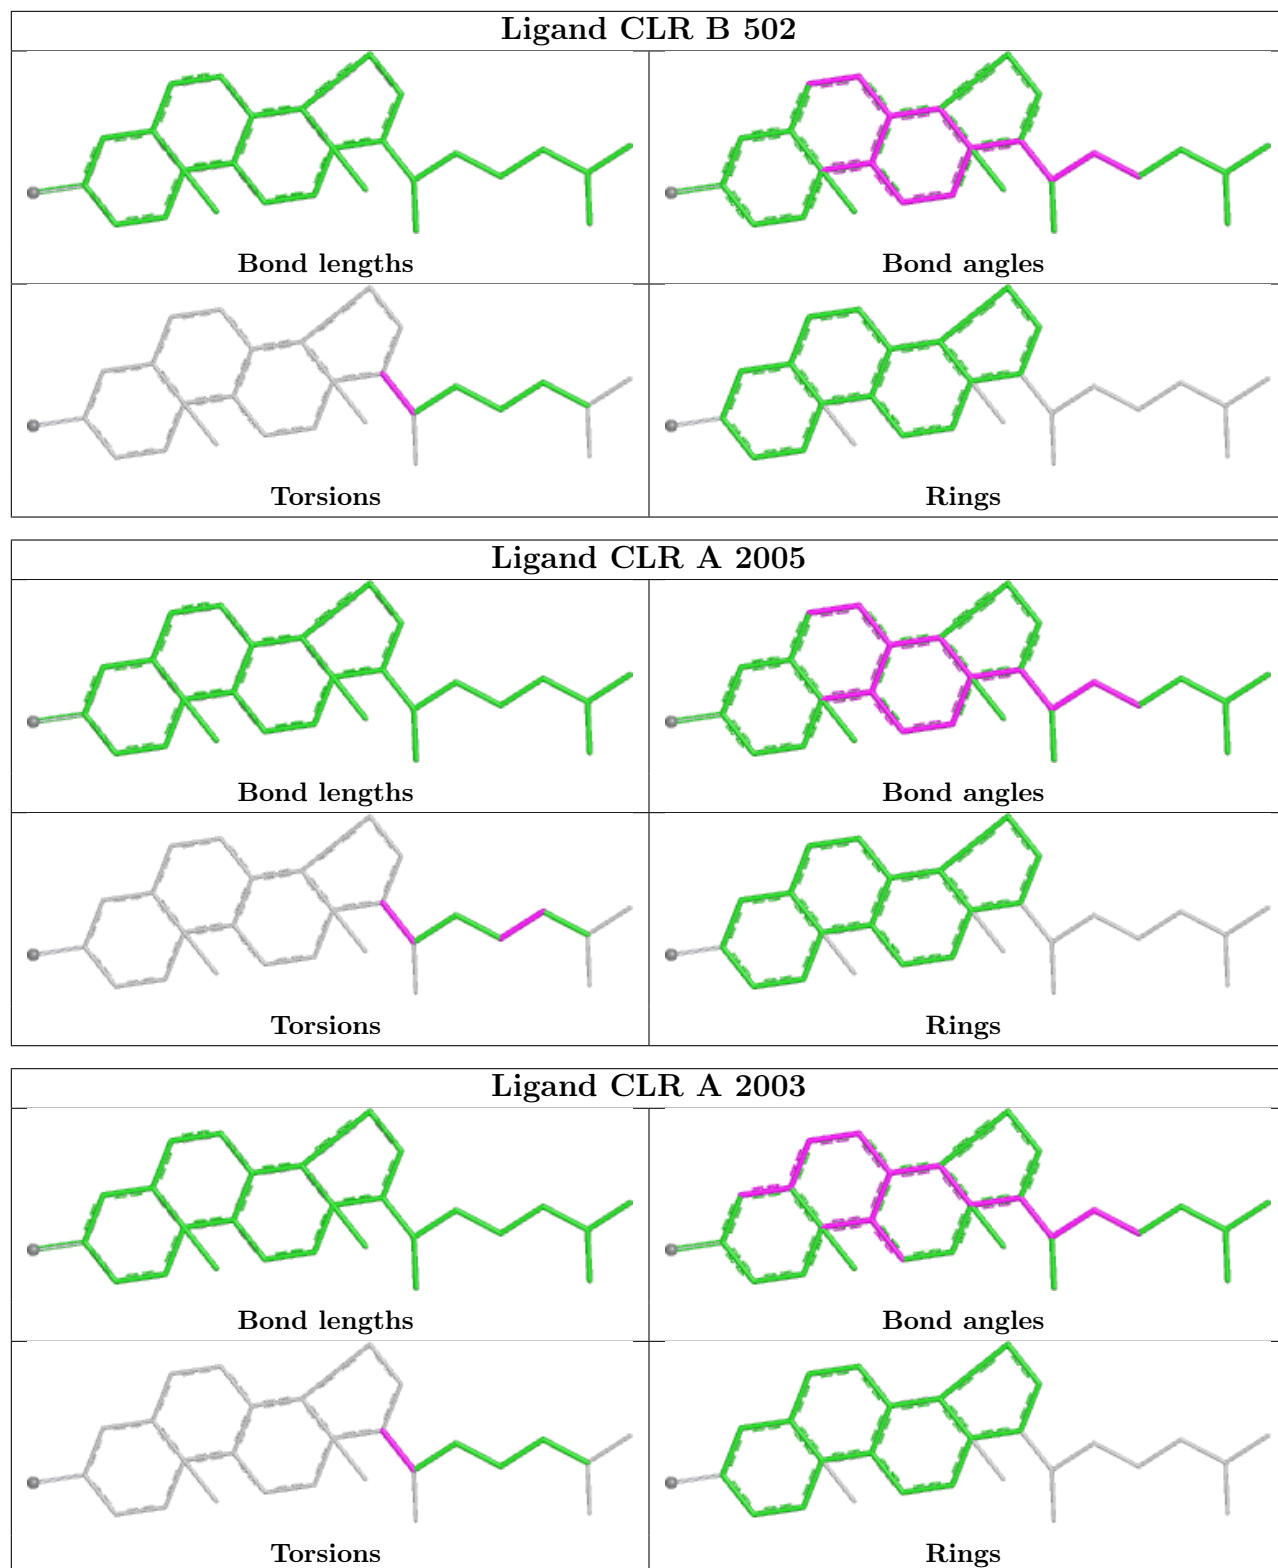 Ligand CLR B 502
Bond lengths
Bond angles
Torsions
Rings
Ligand CLR A 2005
Bond lengths
Bond angles
Torsions
Rings
Ligand CLR A 2003
Bond lengths
Bond angles
Torsions
Rings